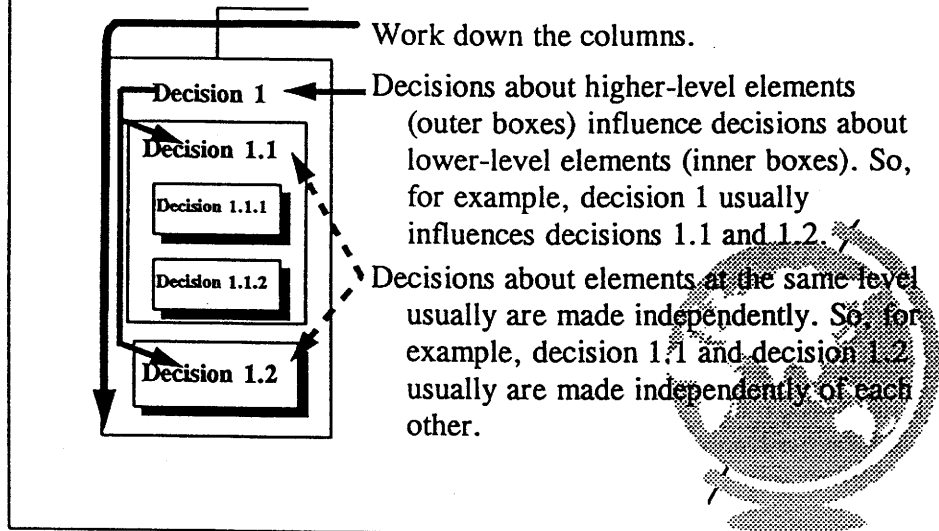 Work down the columns.
Decision 1
Decisions about higher-level elements
(outer boxes) influence decisions about
lower-level elements (inner boxes). So,
for example, decision 1 usually
influences decisions 1.1 and 1.2.
Decision 1.1
Decision 1.1.1
Decision 1.1.2
Decision 1.2
Decisions about elements at the same level
usually are made independently. So, for
example, decision 1.1 and decision 1.2
usually are made independently of each
other.